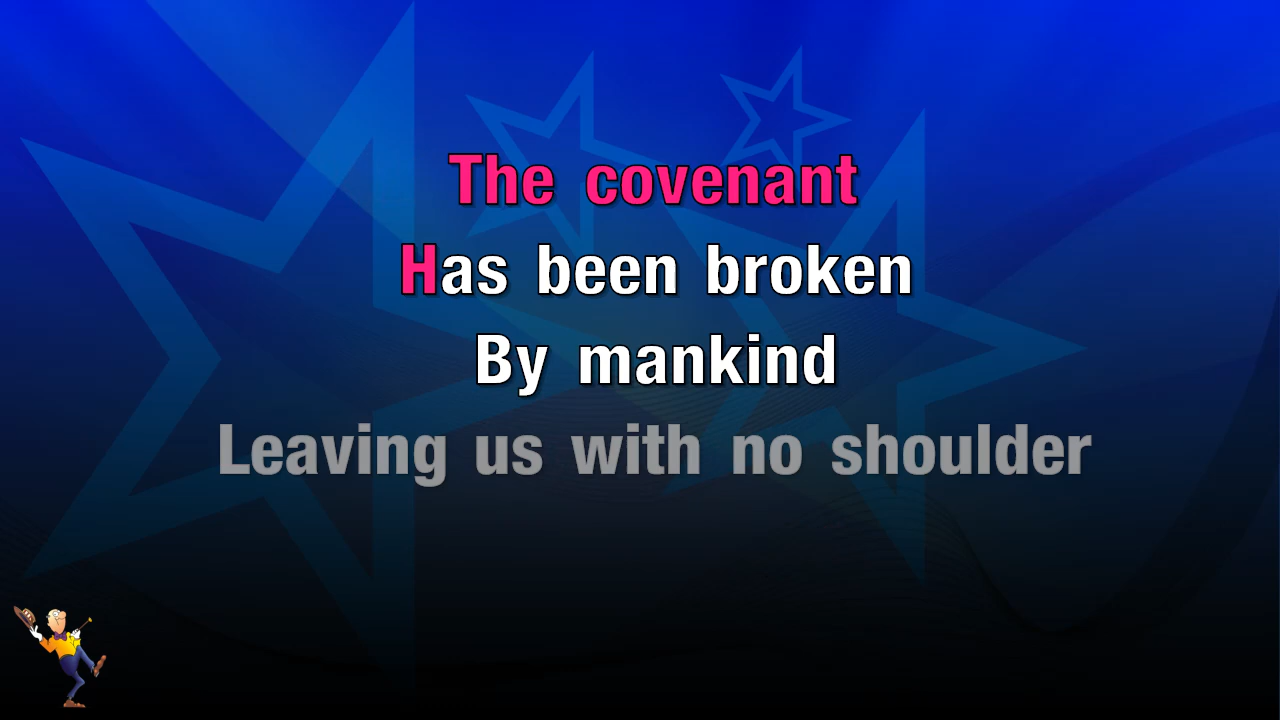 The covenant
Has been broken
By mankind
Leaving us with no shoulder